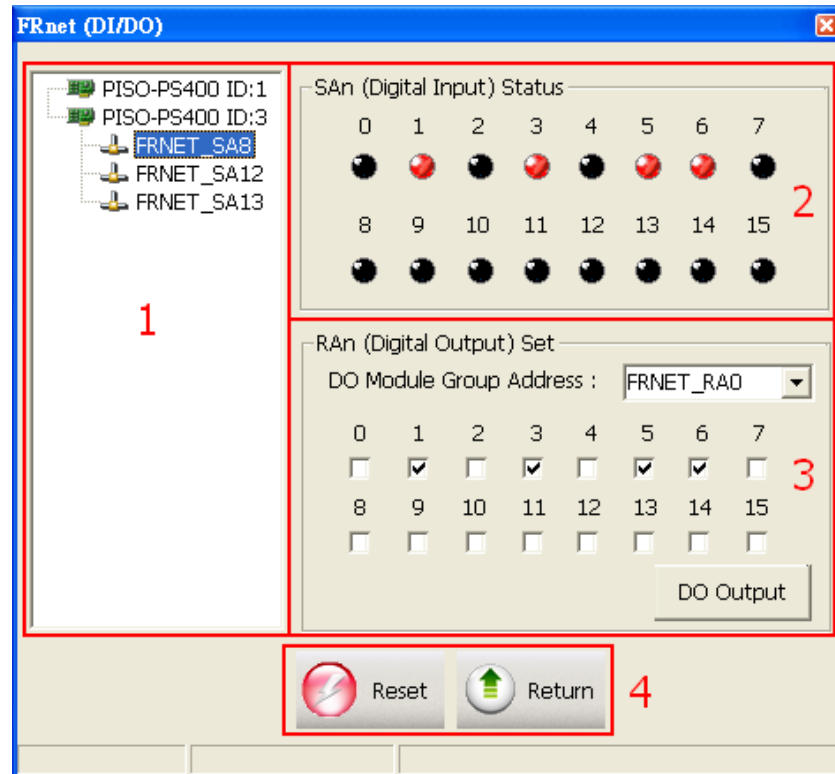 FRnet (DI/DO)
PISO-PS400 ID:1
PISO-PS400 ID:3
FRNET_SA8
FRNET_SA12
FRNET_SA13
1
SAn (Digital Input) Status
0 1 2 3 4 5 6 7
8 9 10 11 12 13 14 15
2
RAn (Digital Output) Set
DO Module Group Address : FRNET_RA0
0 1 2 3 4 5 6 7
8 9 10 11 12 13 14 15
3
DO Output
Reset Return 4